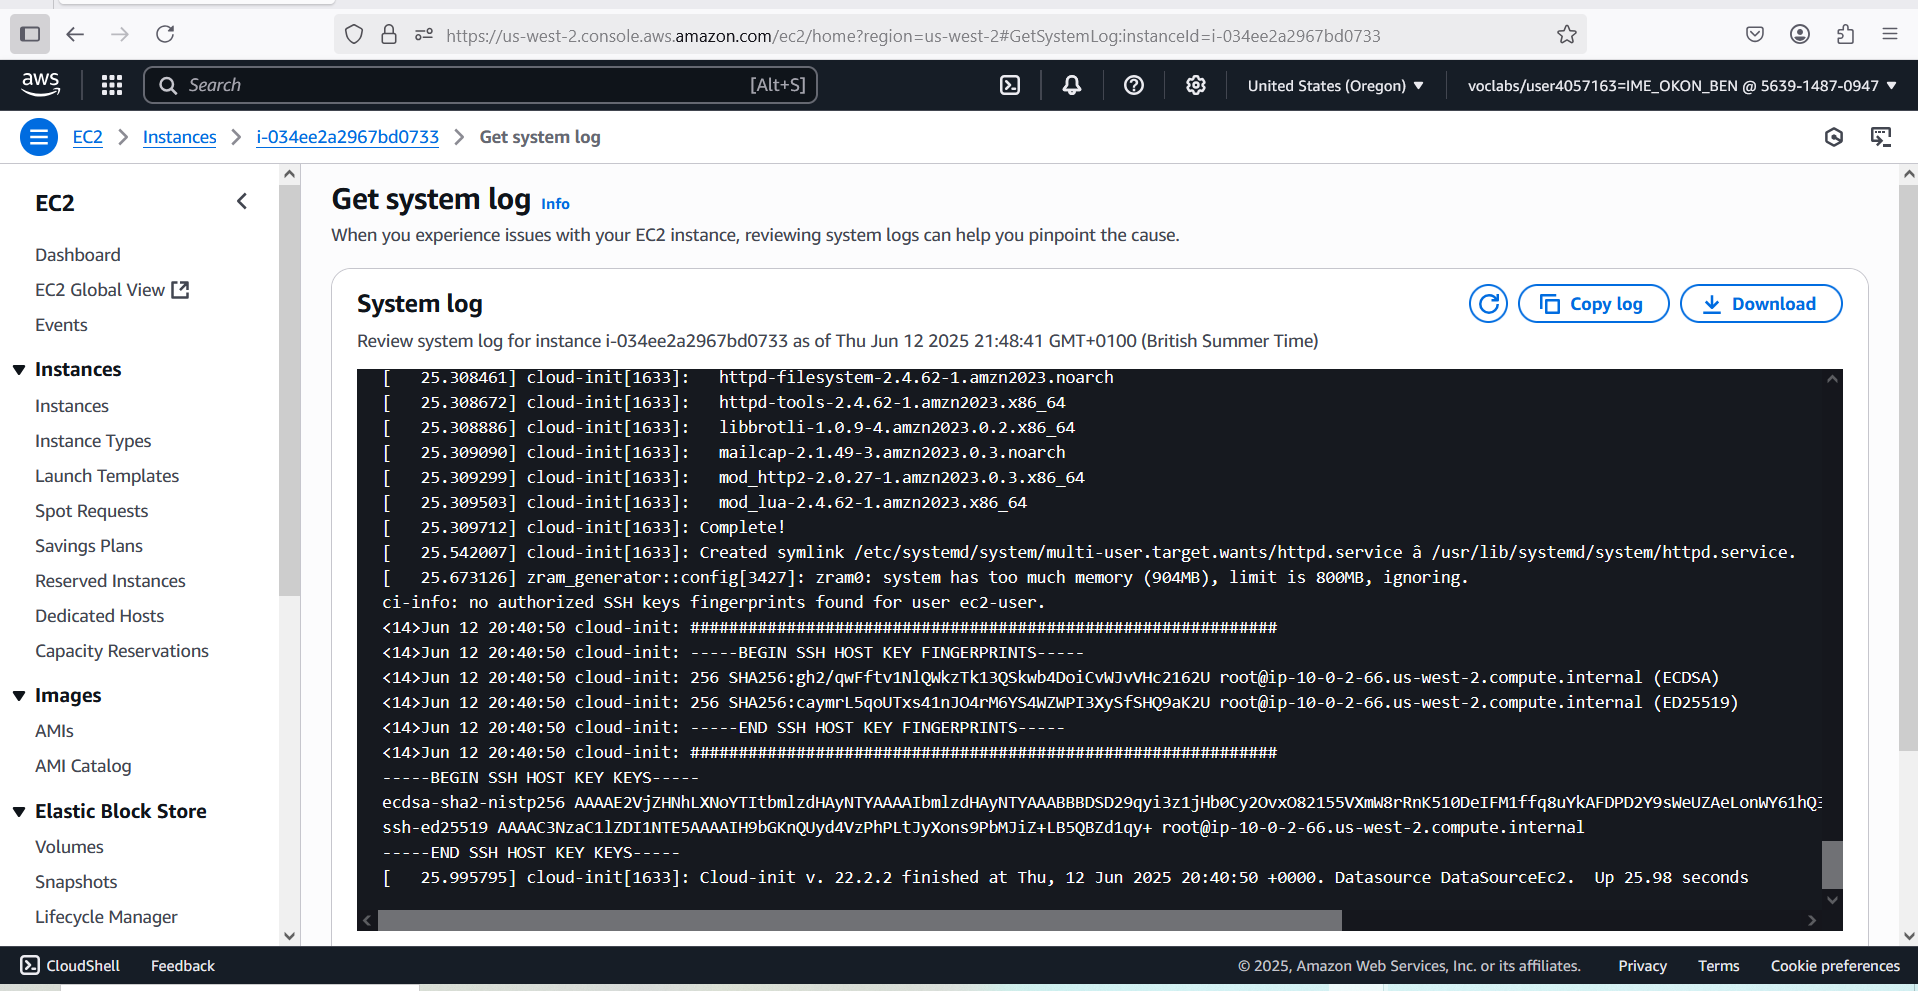 https://us-west-2.console.aws.amazon.com/ec2/home?region=us-west-2#GetSystemLog:instanceId=i-034ee2a2967bd0733
aws
Search [Alt+S]
United States (Oregon) ▼
voclabs/user4057163=IME_OKON_BEN @ 5639-1487-0947 ▼
EC2 > Instances > i-034ee2a2967bd0733 > Get system log
EC2
Dashboard
EC2 Global View
Events
Instances
Instances
Instance Types
Launch Templates
Spot Requests
Savings Plans
Reserved Instances
Dedicated Hosts
Capacity Reservations
Images
AMIs
AMI Catalog
Elastic Block Store
Volumes
Snapshots
Lifecycle Manager
Get system log Info
When you experience issues with your EC2 instance, reviewing system logs can help you pinpoint the cause.
System log
Copy log
Download
Review system log for instance i-034ee2a2967bd0733 as of Thu Jun 12 2025 21:48:41 GMT+0100 (British Summer Time)
[   25.308461] cloud-init[1633]:   httpd-filesystem-2.4.62-1.amzn2023.noarch
[   25.308672] cloud-init[1633]:   httpd-tools-2.4.62-1.amzn2023.x86_64
[   25.308886] cloud-init[1633]:   libbrotli-1.0.9-4.amzn2023.0.2.x86_64
[   25.309090] cloud-init[1633]:   mailcap-2.1.49-3.amzn2023.0.3.noarch
[   25.309299] cloud-init[1633]:   mod_http2-2.0.27-1.amzn2023.0.3.x86_64
[   25.309503] cloud-init[1633]:   mod_lua-2.4.62-1.amzn2023.x86_64
[   25.309712] cloud-init[1633]: Complete!
[   25.542007] cloud-init[1633]: Created symlink /etc/systemd/system/multi-user.target.wants/httpd.service â /usr/lib/systemd/system/httpd.service.
[   25.673126] zram_generator::config[3427]: zram0: system has too much memory (904MB), limit is 800MB, ignoring.
ci-info: no authorized SSH keys fingerprints found for user ec2-user.
<14>Jun 12 20:40:50 cloud-init: #############################################################
<14>Jun 12 20:40:50 cloud-init: -----BEGIN SSH HOST KEY FINGERPRINTS-----
<14>Jun 12 20:40:50 cloud-init: 256 SHA256:gh2/qwFftv1NlQWkzTk13QSkwb4DoiCvWJvVHc2162U root@ip-10-0-2-66.us-west-2.compute.internal (ECDSA)
<14>Jun 12 20:40:50 cloud-init: 256 SHA256:caymrL5qoUTxs41nJO4rM6YS4WZWPI3XySfSHQ9aK2U root@ip-10-0-2-66.us-west-2.compute.internal (ED25519)
<14>Jun 12 20:40:50 cloud-init: -----END SSH HOST KEY FINGERPRINTS-----
<14>Jun 12 20:40:50 cloud-init: #############################################################
-----BEGIN SSH HOST KEY KEYS-----
ecdsa-sha2-nistp256 AAAAE2VjZHNhLXNoYTItbmlzdHAyNTYAAAAIbmlzdHAyNTYAAABBBDSD29qyi3z1jHb0Cy2OvxO82155VXmW8rRnK510DeIFM1ffq8uYkAFDPD2Y9sWeUZAeLonWY61hQ3
ssh-ed25519 AAAAC3NzaC1lZDI1NTE5AAAAIH9bGKnQUyd4VzPhPLtJyXons9PbMJiZ+LB5QBZd1qy+ root@ip-10-0-2-66.us-west-2.compute.internal
-----END SSH HOST KEY KEYS-----
[   25.995795] cloud-init[1633]: Cloud-init v. 22.2.2 finished at Thu, 12 Jun 2025 20:40:50 +0000. Datasource DataSourceEc2.  Up 25.98 seconds
CloudShell Feedback © 2025, Amazon Web Services, Inc. or its affiliates. Privacy Terms Cookie preferences